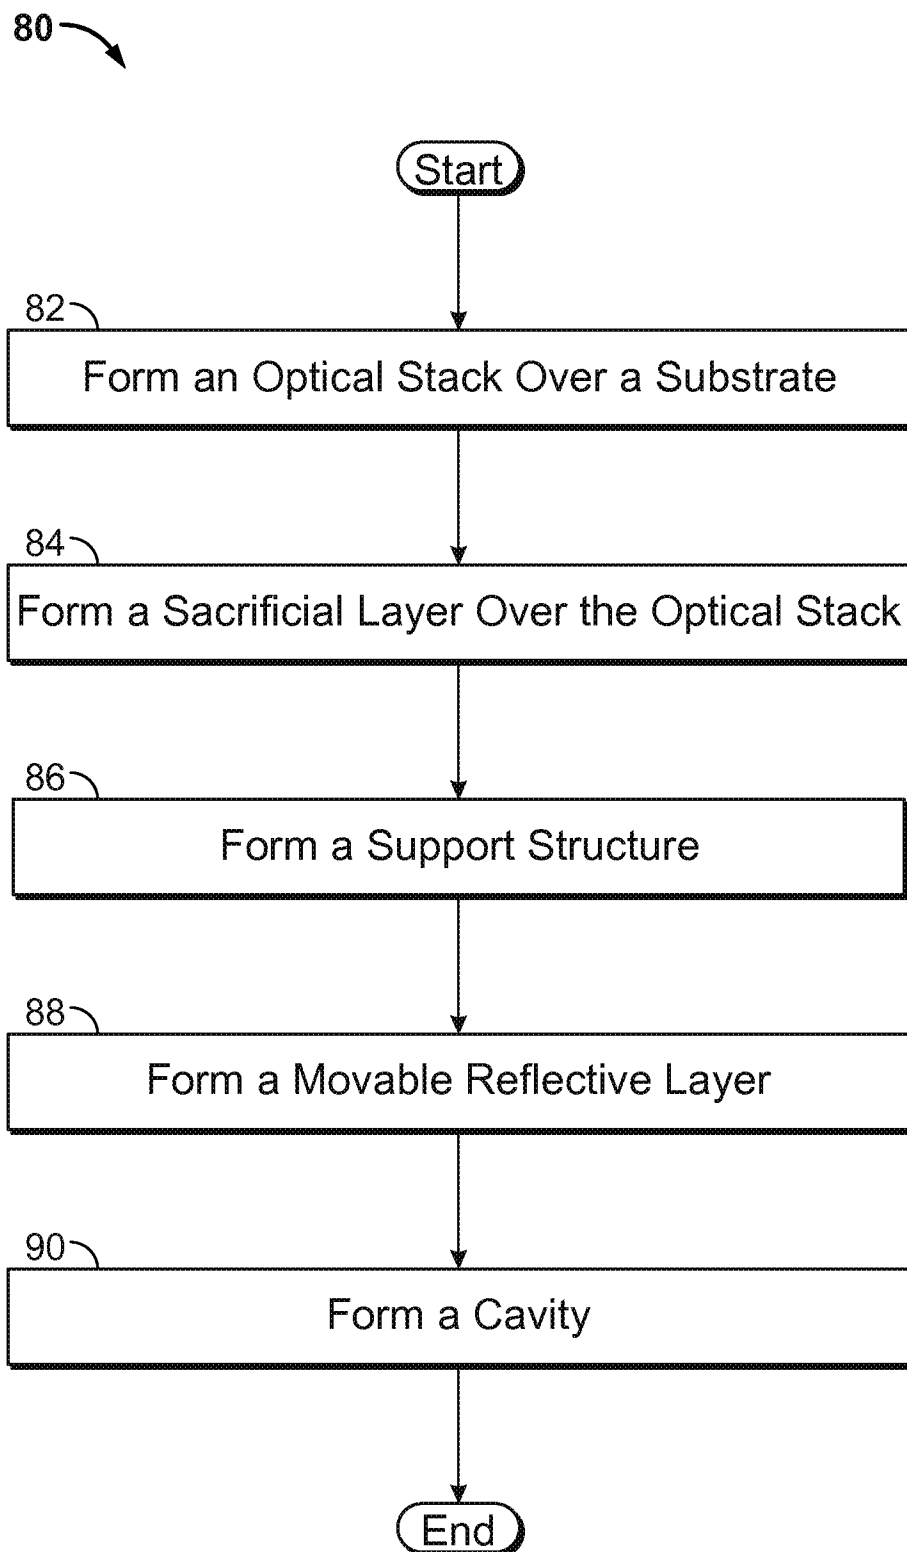 80
Start
82
Form an Optical Stack Over a Substrate
84
Form a Sacrificial Layer Over the Optical Stack
86
Form a Support Structure
88
Form a Movable Reflective Layer
90
Form a Cavity
End